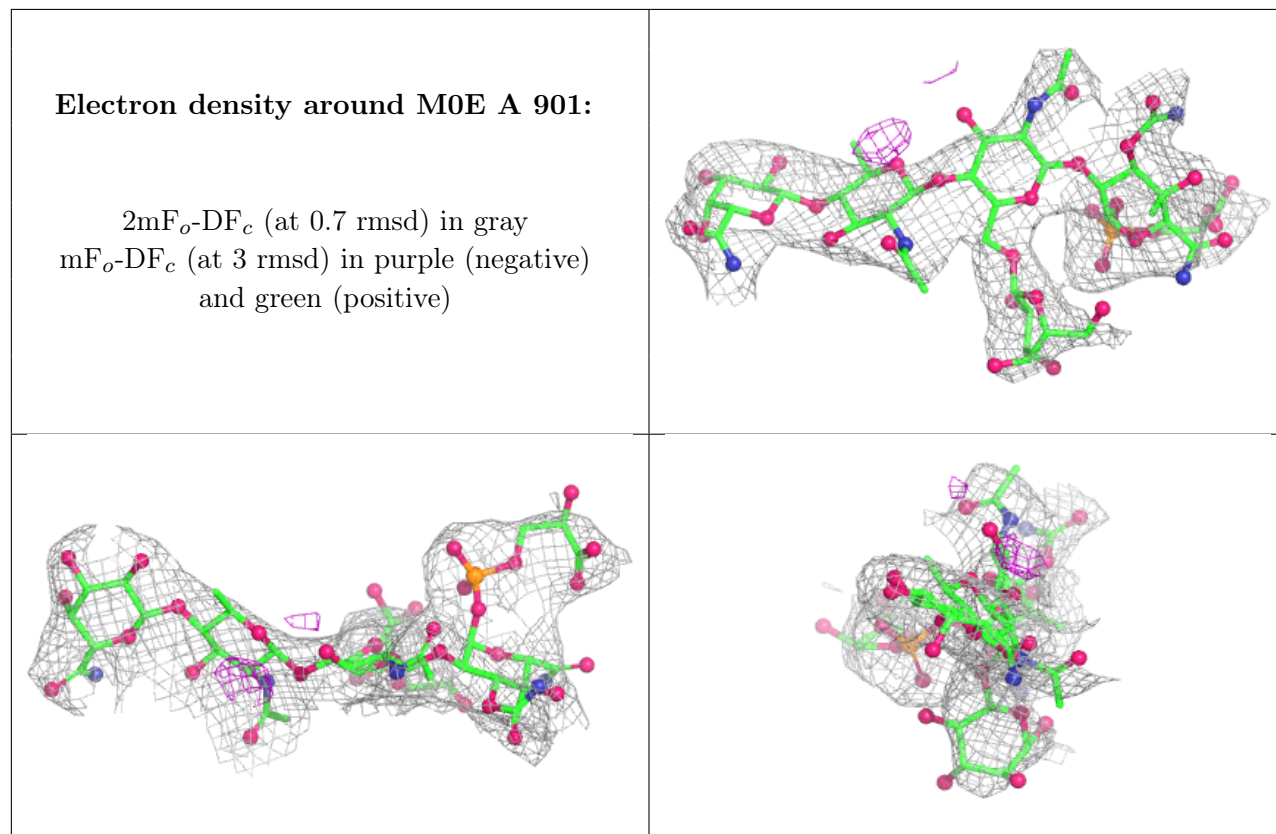 Electron density around M0E A 901:
2mFₒ-DF𝒸 (at 0.7 rmsd) in gray
mFₒ-DF𝒸 (at 3 rmsd) in purple (negative)
and green (positive)